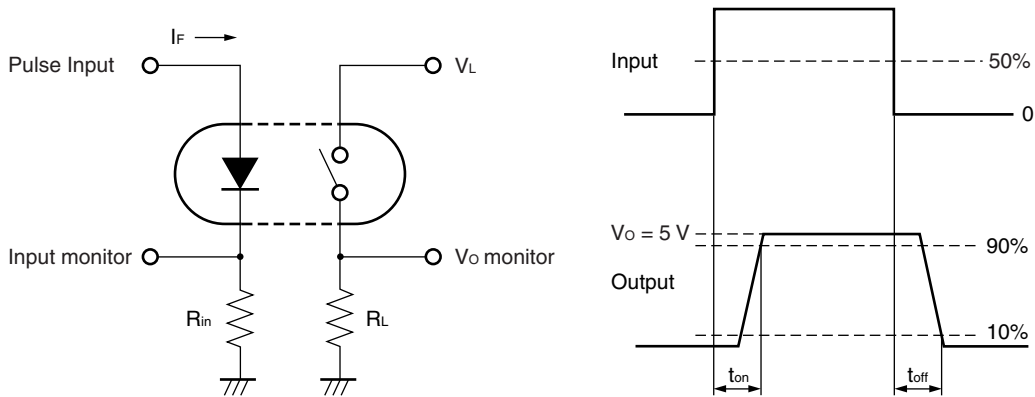 IF
Pulse Input
VL
Input monitor
VO monitor
Rin
RL
Input
50%
0
VO = 5 V
90%
Output
10%
ton
toff